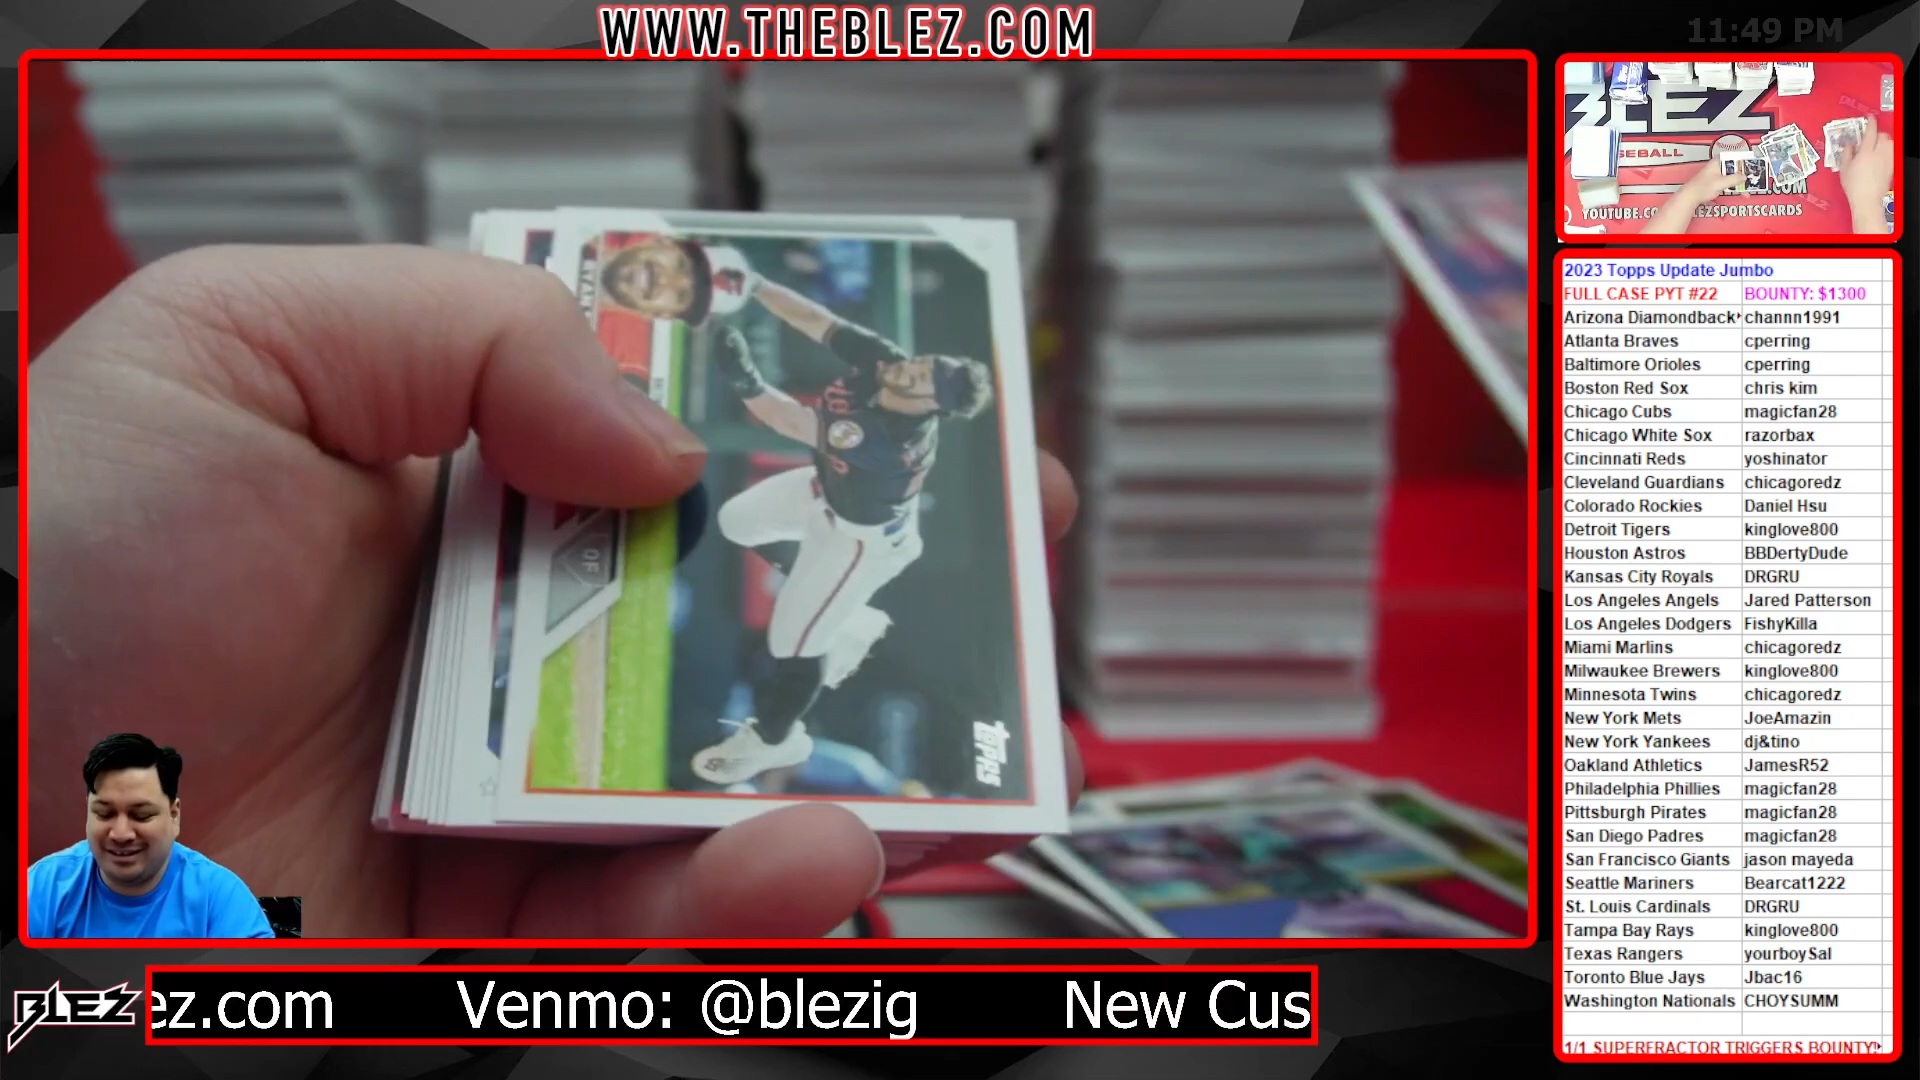 WWW.THEBLEZ.COM
11:49 PM
BLEZ
SEBALL
.COM
YOUTUBE.CO
LEZSPORTSCARDS
RYAN
OF
TOPPS
2023 Topps Update Jumbo
FULL CASE PYT #22 BOUNTY: $1300
Arizona Diamondback channn1991
Atlanta Braves cperring
Baltimore Orioles cperring
Boston Red Sox chris kim
Chicago Cubs magicfan28
Chicago White Sox razorbax
Cincinnati Reds yoshinator
Cleveland Guardians chicagoredz
Colorado Rockies Daniel Hsu
Detroit Tigers kinglove800
Houston Astros BBDertyDude
Kansas City Royals DRGRU
Los Angeles Angels Jared Patterson
Los Angeles Dodgers FishyKilla
Miami Marlins chicagoredz
Milwaukee Brewers kinglove800
Minnesota Twins chicagoredz
New York Mets JoeAmazin
New York Yankees dj&tino
Oakland Athletics JamesR52
Philadelphia Phillies magicfan28
Pittsburgh Pirates magicfan28
San Diego Padres magicfan28
San Francisco Giants jason mayeda
Seattle Mariners Bearcat1222
St. Louis Cardinals DRGRU
Tampa Bay Rays kinglove800
Texas Rangers yourboySal
Toronto Blue Jays Jbac16
Washington Nationals CHOYSUMM
1/1 SUPERFRACTOR TRIGGERS BOUNTY!
BLEZ
ez.com Venmo: @blezig New Cus